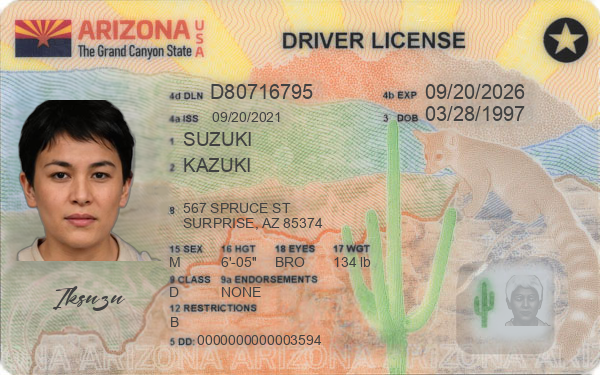 ARIZONA USA
The Grand Canyon State
DRIVER LICENSE
4d DLN D80716795
4b EXP 09/20/2026
4a ISS 09/20/2021
3 DOB 03/28/1997
1 SUZUKI
2 KAZUKI
8 567 SPRUCE ST
SURPRISE, AZ 85374
15 SEX 16 HGT 18 EYES 17 WGT
M 6'-05" BRO 134 lb
9 CLASS 9a ENDORSEMENTS
D NONE
12 RESTRICTIONS
B
5 DD: 0000000000003594
Iksuzu
ARIZONA ARIZONA ARIZONA ARIZONA